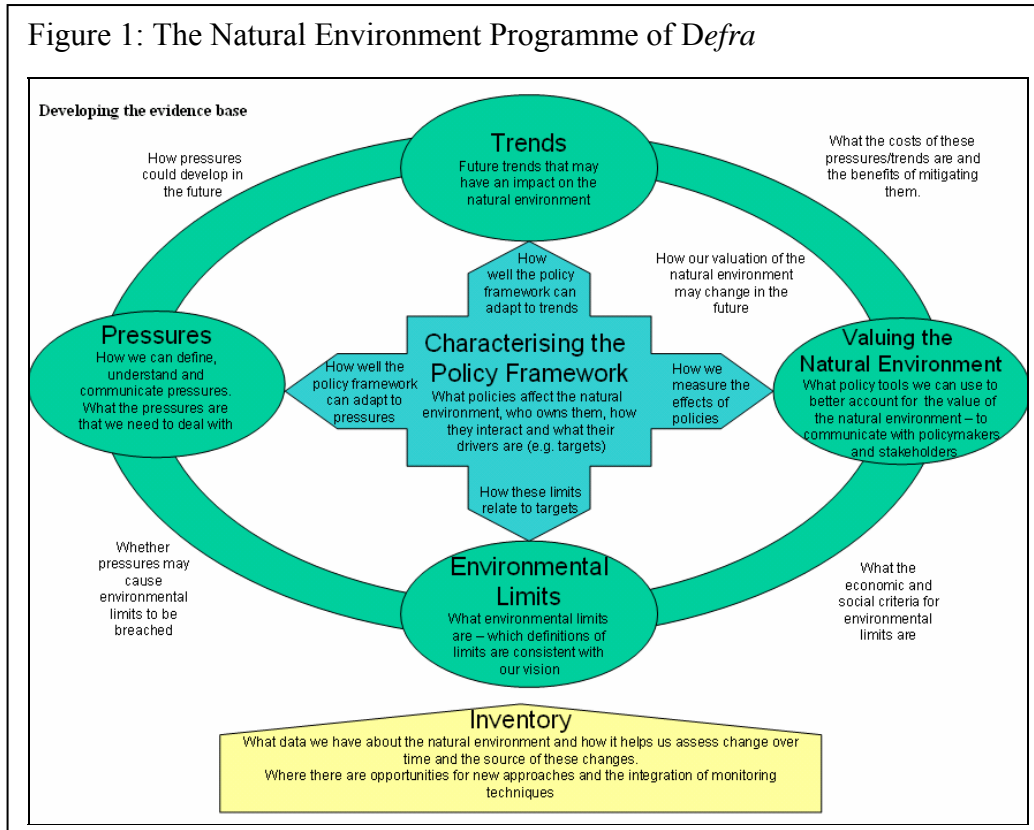 Figure 1: The Natural Environment Programme of Defra
Developing the evidence base
How pressures
could develop in
the future
Trends
Future trends that may
have an impact on the
natural environment
What the costs of these
pressures/trends are and
the benefits of mitigating
them.
How
well the policy
framework can
adapt to trends
How our valuation of the
natural environment
may change in the
future
Pressures
How we can define,
understand and
communicate pressures.
What the pressures are
that we need to deal with
How well the
policy framework
can adapt to
pressures
Characterising the
Policy Framework
What policies affect the natural
environment, who owns them, how
they interact and what their
drivers are (e.g. targets)
How we
measure the
effects of
policies
Valuing the
Natural Environment
What policy tools we can use to
better account for the value of
the natural environment – to
communicate with policymakers
and stakeholders
How these limits
relate to targets
Whether
pressures may
cause
environmental
limits to be
breached
Environmental
Limits
What environmental limits
are – which definitions of
limits are consistent with
our vision
What the
economic and
social criteria for
environmental
limits are
Inventory
What data we have about the natural environment and how it helps us assess change over
time and the source of these changes.
Where there are opportunities for new approaches and the integration of monitoring
techniques